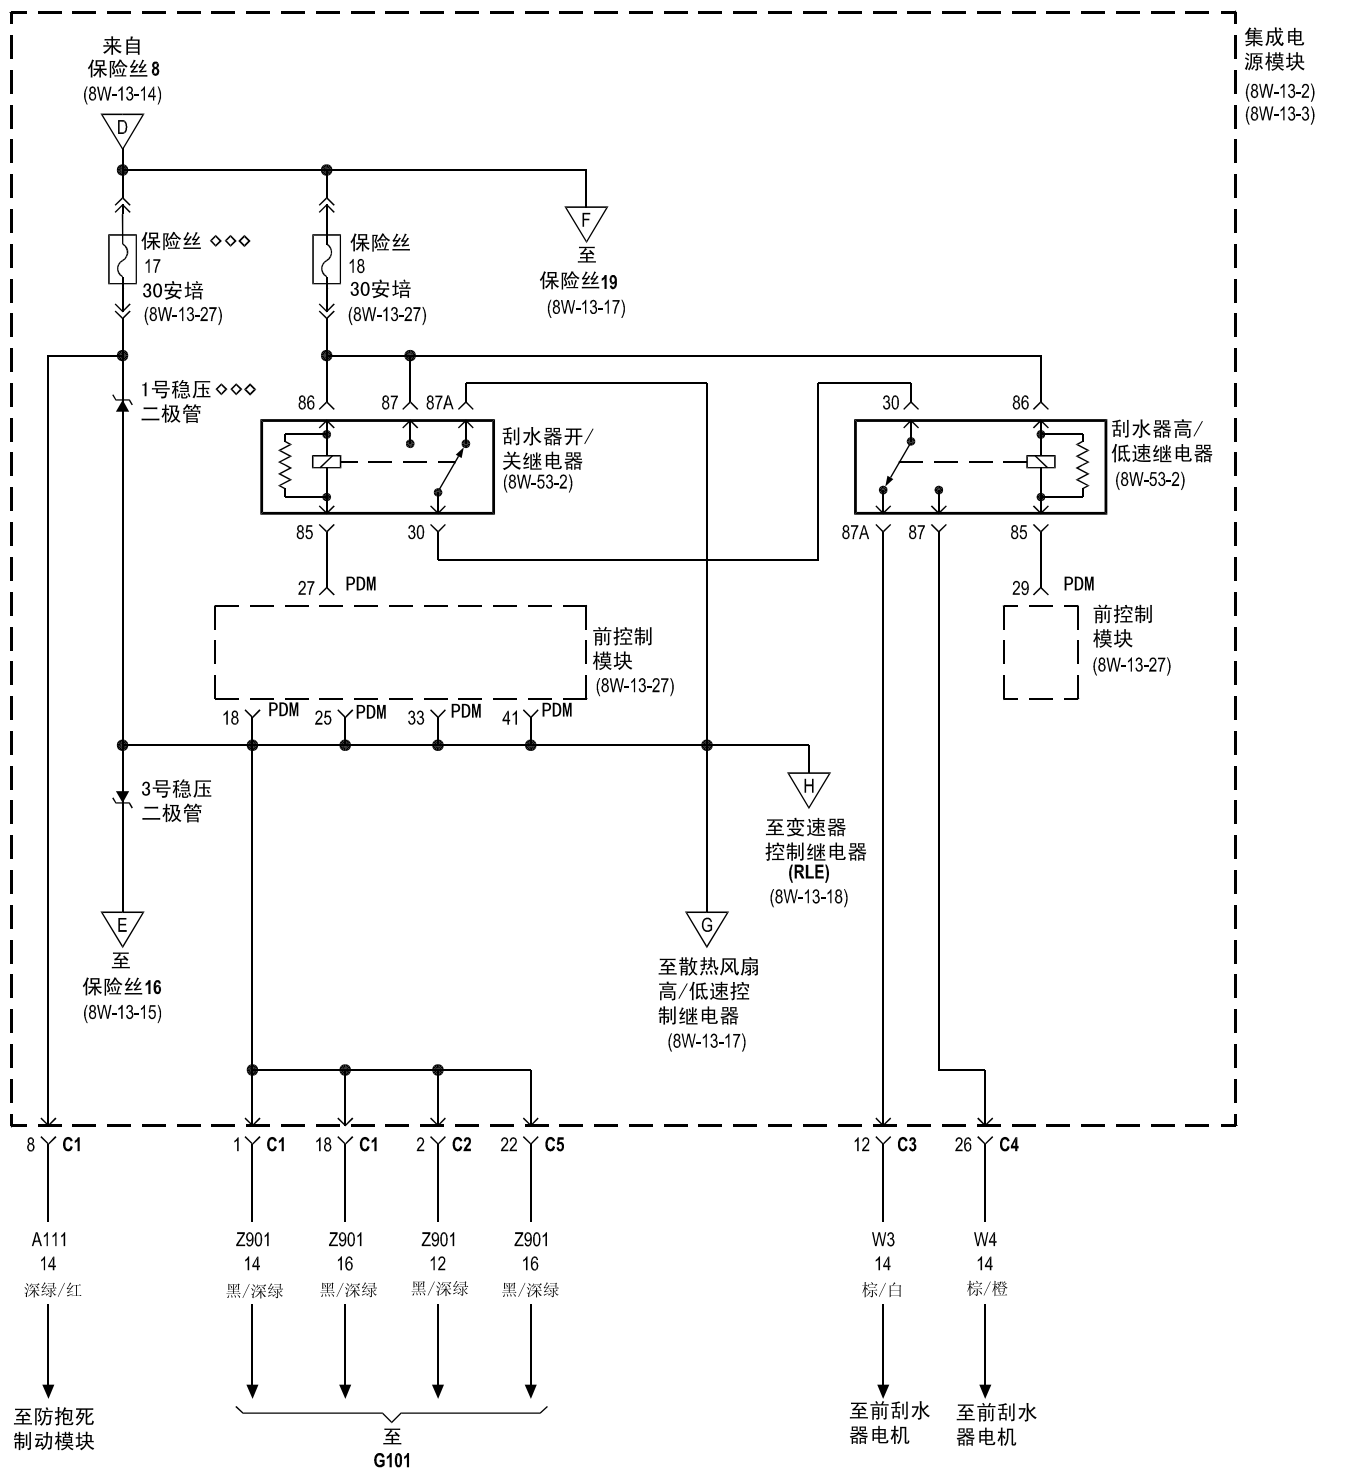 来自
保险丝8
(8W-13-14)
D
集成电
源模块
(8W-13-2)
(8W-13-3)
F
至
保险丝19
(8W-13-17)
保险丝 ◇◇◇
17
30安培
(8W-13-27)
保险丝
18
30安培
(8W-13-27)
1号稳压 ◇◇◇
二极管
86
87
87A
刮水器开/
关继电器
(8W-53-2)
85
30
30
86
刮水器高/
低速继电器
(8W-53-2)
87A
87
85
27 PDM
29 PDM
前控制
模块
(8W-13-27)
前控制
模块
(8W-13-27)
18 PDM
25 PDM
33 PDM
41 PDM
3号稳压
二极管
H
至变速器
控制继电器
(RLE)
(8W-13-18)
E
至
保险丝16
(8W-13-15)
G
至散热风扇
高/低速控
制继电器
(8W-13-17)
8 C1
1 C1
18 C1
2 C2
22 C5
12 C3
26 C4
A111
14
深绿/红
Z901
14
黑/深绿
Z901
16
黑/深绿
Z901
12
黑/深绿
Z901
16
黑/深绿
W3
14
棕/白
W4
14
棕/橙
至防抱死
制动模块
至
G101
至前刮水
器电机
至前刮水
器电机